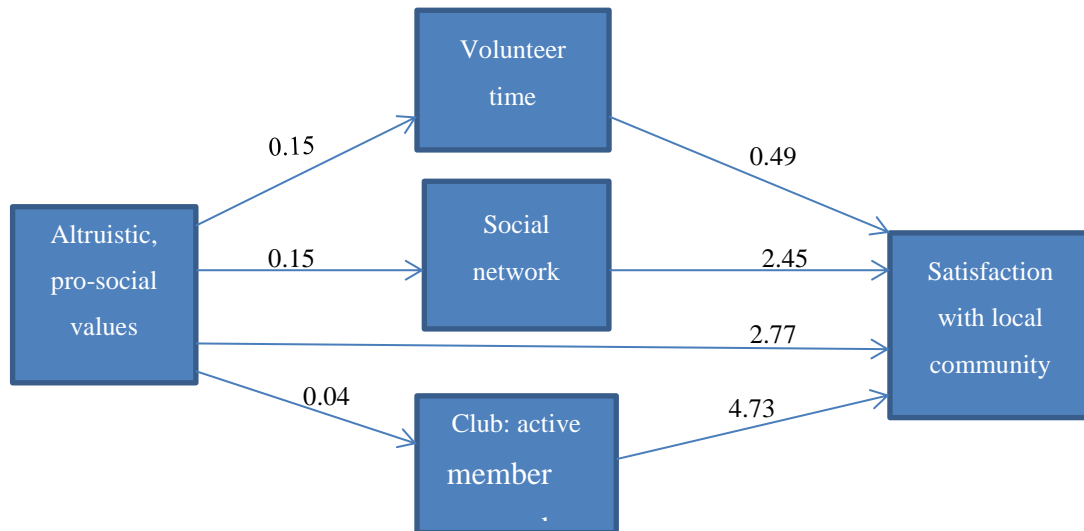 Volunteer
time
0.15
0.49
Altruistic,
pro-social
values
Social
network
0.15
2.45
Satisfaction
with local
community
2.77
0.04
4.73
Club: active
member